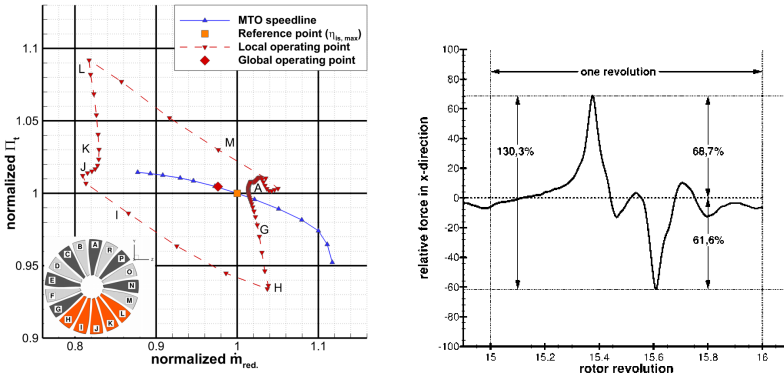 MTO speedline
Reference point (ηis, max)
Local operating point
Global operating point
1.1
1.05
1
0.95
0.9
normalized Πt
0.8
0.9
1
1.1
normalized ṁred.
L
K
J
I
M
A
G
H
A
R
P
O
N
M
L
K
J
I
H
G
F
E
D
C
B
Y
Z
100
80
60
40
20
0
-20
-40
-60
-80
-100
relative force in x-direction
one revolution
130,3%
68,7%
61,6%
15
15.2
15.4
15.6
15.8
16
rotor revolution